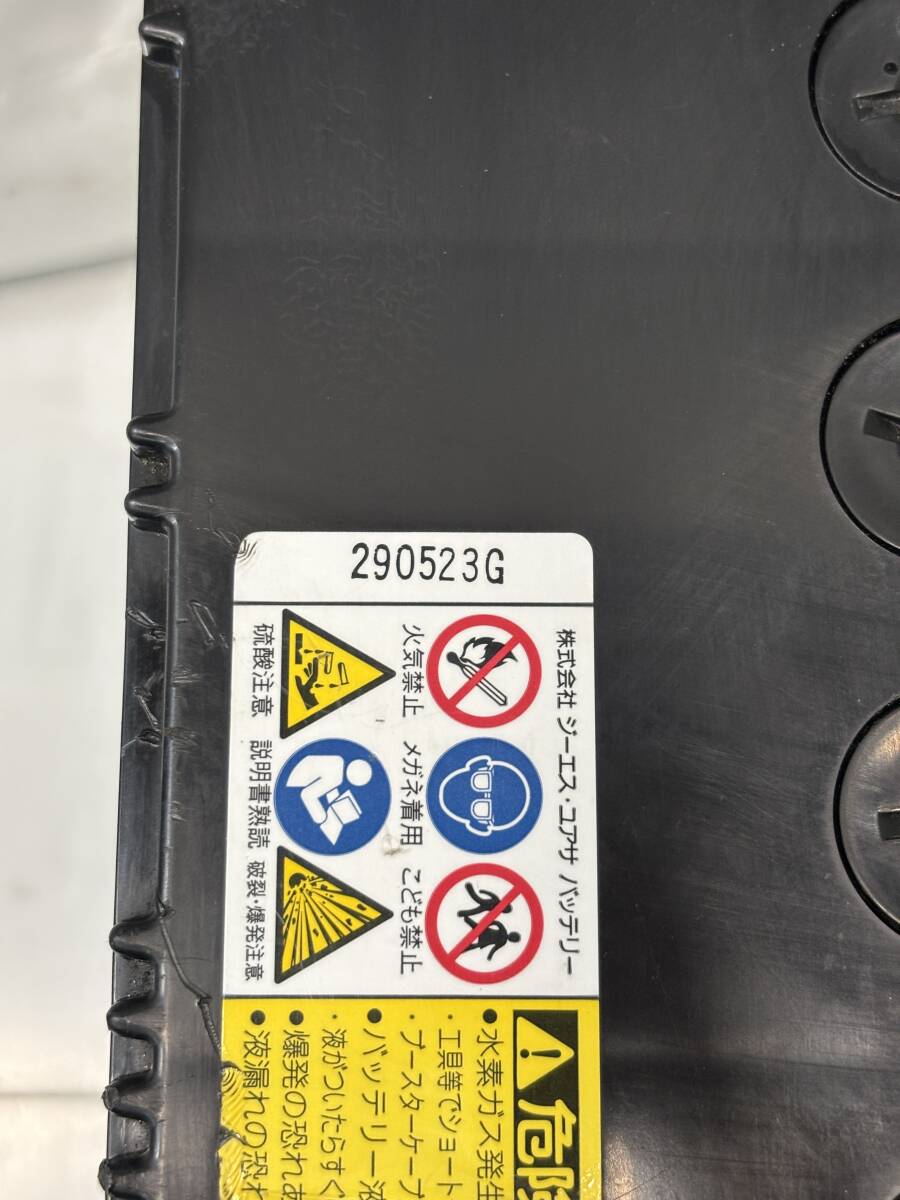 290523G
株式会社 ジーエス・ユアサ バッテリー
火気禁止
メガネ着用
こども禁止
硫酸注意
説明書熟読
破裂・爆発注意
危険
●水素ガス発生
・工具等でショート
・ブースターケーブ
●バッテリー液
・液がついたらすぐ
●爆発の恐れあ
●液漏れの恐れ